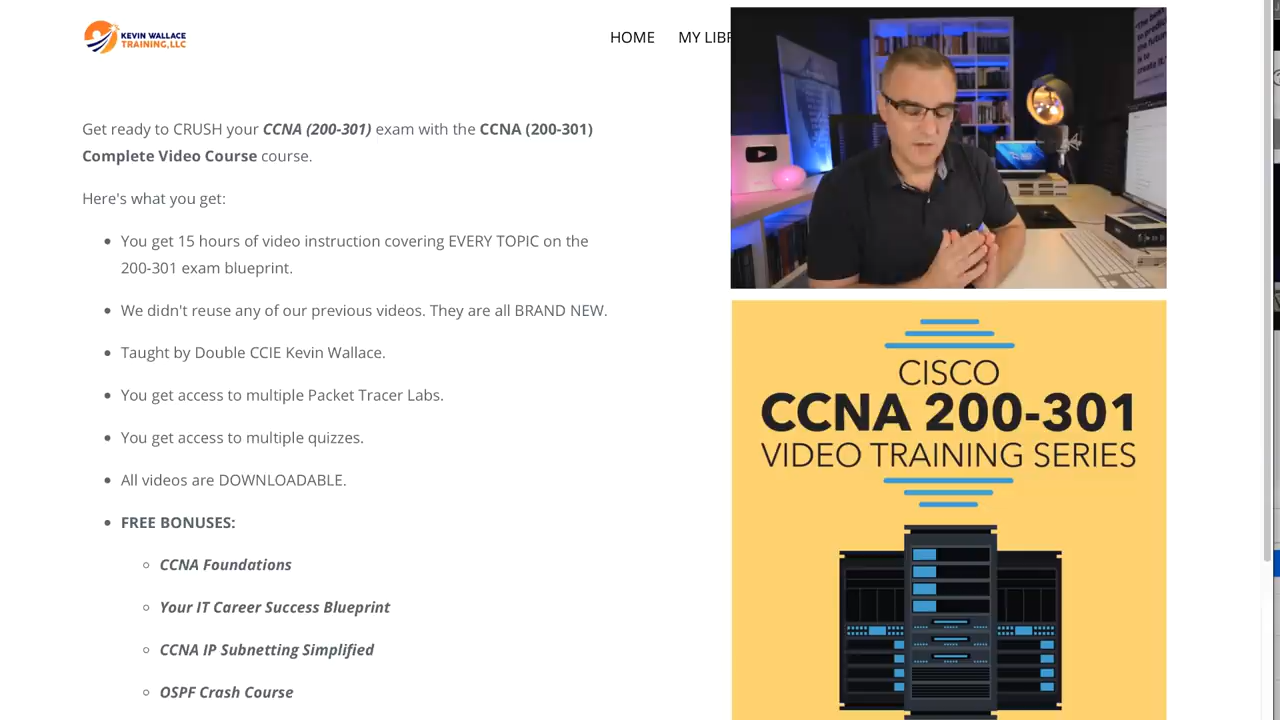 KEVIN WALLACE
TRAINING, LLC
HOME
MY LIB
Get ready to CRUSH your CCNA (200-301) exam with the CCNA (200-301)
Complete Video Course course.
Here's what you get:
You get 15 hours of video instruction covering EVERY TOPIC on the
200-301 exam blueprint.
We didn't reuse any of our previous videos. They are all BRAND NEW.
Taught by Double CCIE Kevin Wallace.
You get access to multiple Packet Tracer Labs.
You get access to multiple quizzes.
All videos are DOWNLOADABLE.
FREE BONUSES:
CCNA Foundations
Your IT Career Success Blueprint
CCNA IP Subnetting Simplified
OSPF Crash Course
CISCO
CCNA 200-301
VIDEO TRAINING SERIES